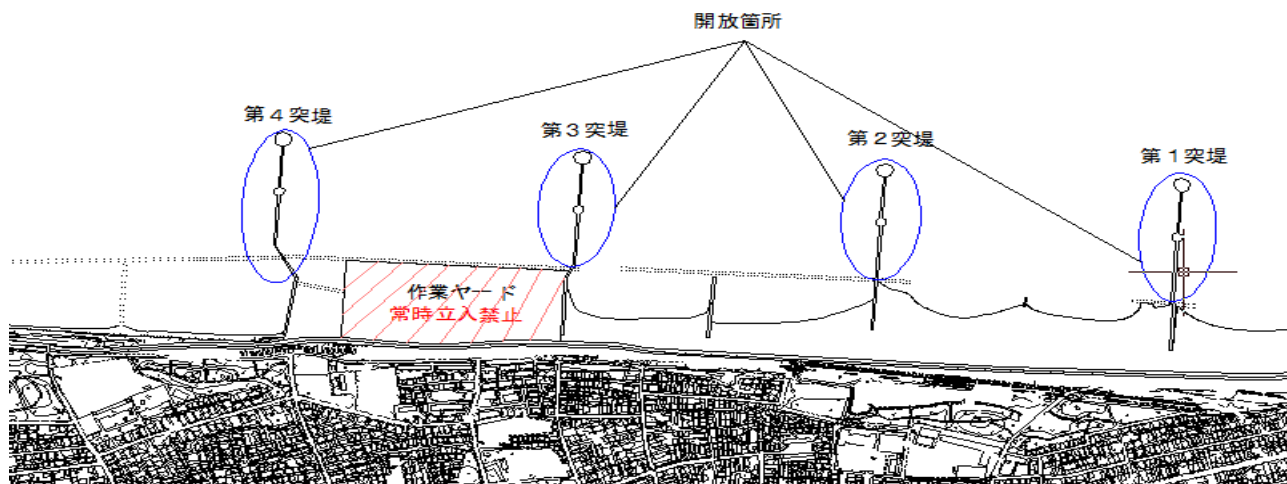 開放箇所
第４突堤
第３突堤
第２突堤
第１突堤
作業ヤード
常時立入禁止